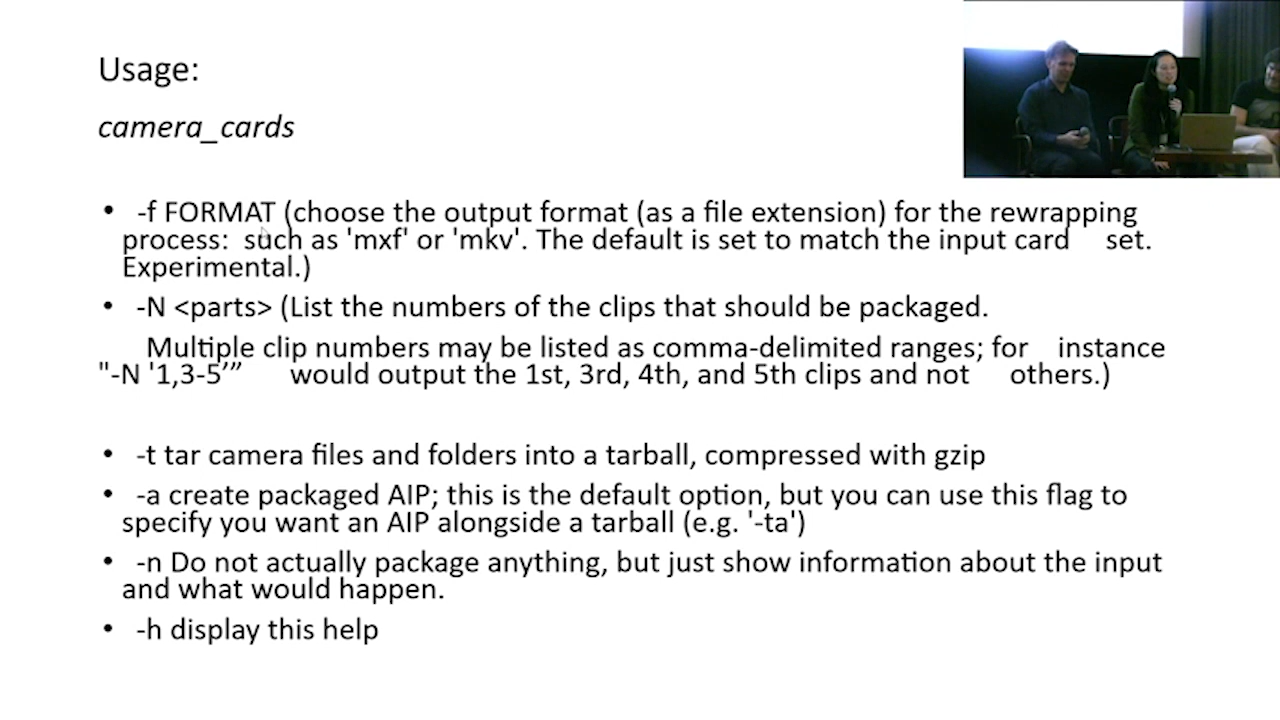 Usage:
camera_cards
• -f FORMAT (choose the output format (as a file extension) for the rewrapping
process: such as 'mxf' or 'mkv'. The default is set to match the input card set.
Experimental.)
• -N <parts> (List the numbers of the clips that should be packaged.
Multiple clip numbers may be listed as comma-delimited ranges; for instance
"-N '1,3-5’” would output the 1st, 3rd, 4th, and 5th clips and not others.)
• -t tar camera files and folders into a tarball, compressed with gzip
• -a create packaged AIP; this is the default option, but you can use this flag to
specify you want an AIP alongside a tarball (e.g. '-ta')
• -n Do not actually package anything, but just show information about the input
and what would happen.
• -h display this help